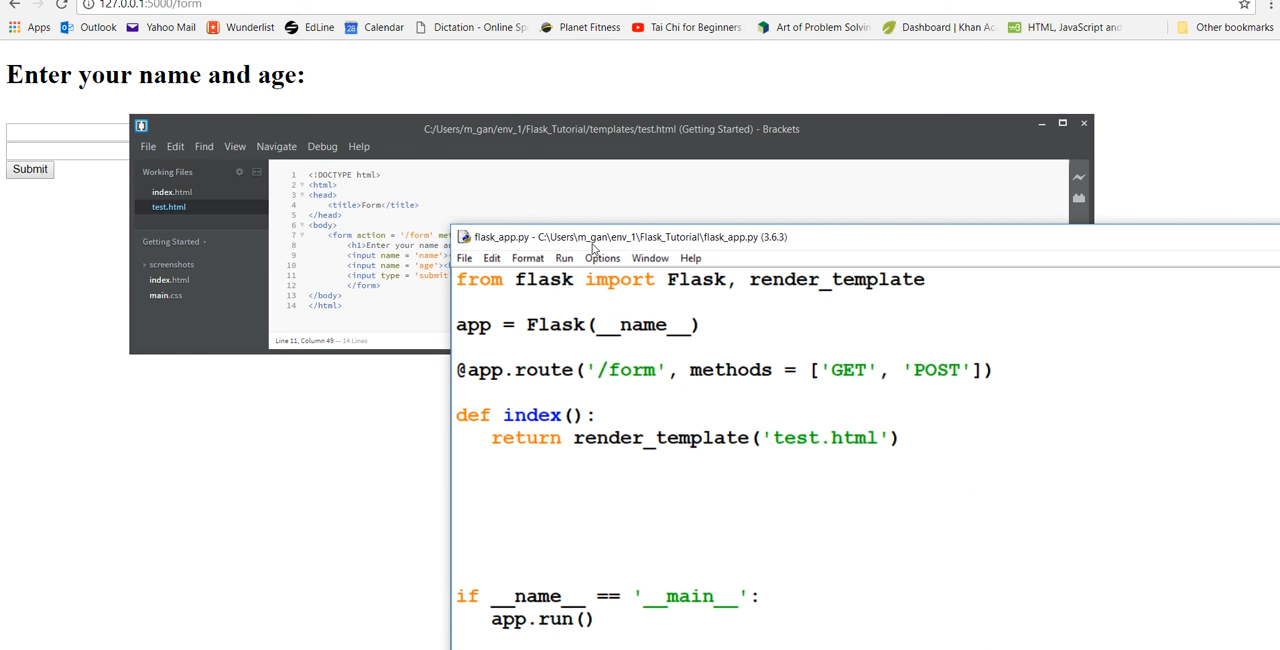 127.0.0.1:5000/form
Apps Outlook Yahoo Mail Wunderlist EdLine 28 Calendar Dictation - Online Sp Planet Fitness Tai Chi for Beginners Art of Problem Solvin Dashboard | Khan Ac HTML, JavaScript and Other bookmarks
Enter your name and age:
Submit
C:/Users/m_gan/env_1/Flask_Tutorial/templates/test.html (Getting Started) - Brackets
File Edit Find View Navigate Debug Help
Working Files
index.html
test.html
Getting Started
screenshots
index.html
main.css
1 <!DOCTYPE html>
2 <html>
3 <head>
4 <title>Form</title>
5 </head>
6 <body>
7 <form action = '/form' met
8 <h1>Enter your name an
9 <input name = 'name'>
10 <input name = 'age'><
11 <input type = 'submit
12 </form>
13 </body>
14 </html>
Line 11, Column 49 — 14 Lines
flask_app.py - C:\Users\m_gan\env_1\Flask_Tutorial\flask_app.py (3.6.3)
File Edit Format Run Options Window Help
from flask import Flask, render_template
app = Flask(__name__)
@app.route('/form', methods = ['GET', 'POST'])
def index():
return render_template('test.html')
if __name__ == '__main__':
app.run()